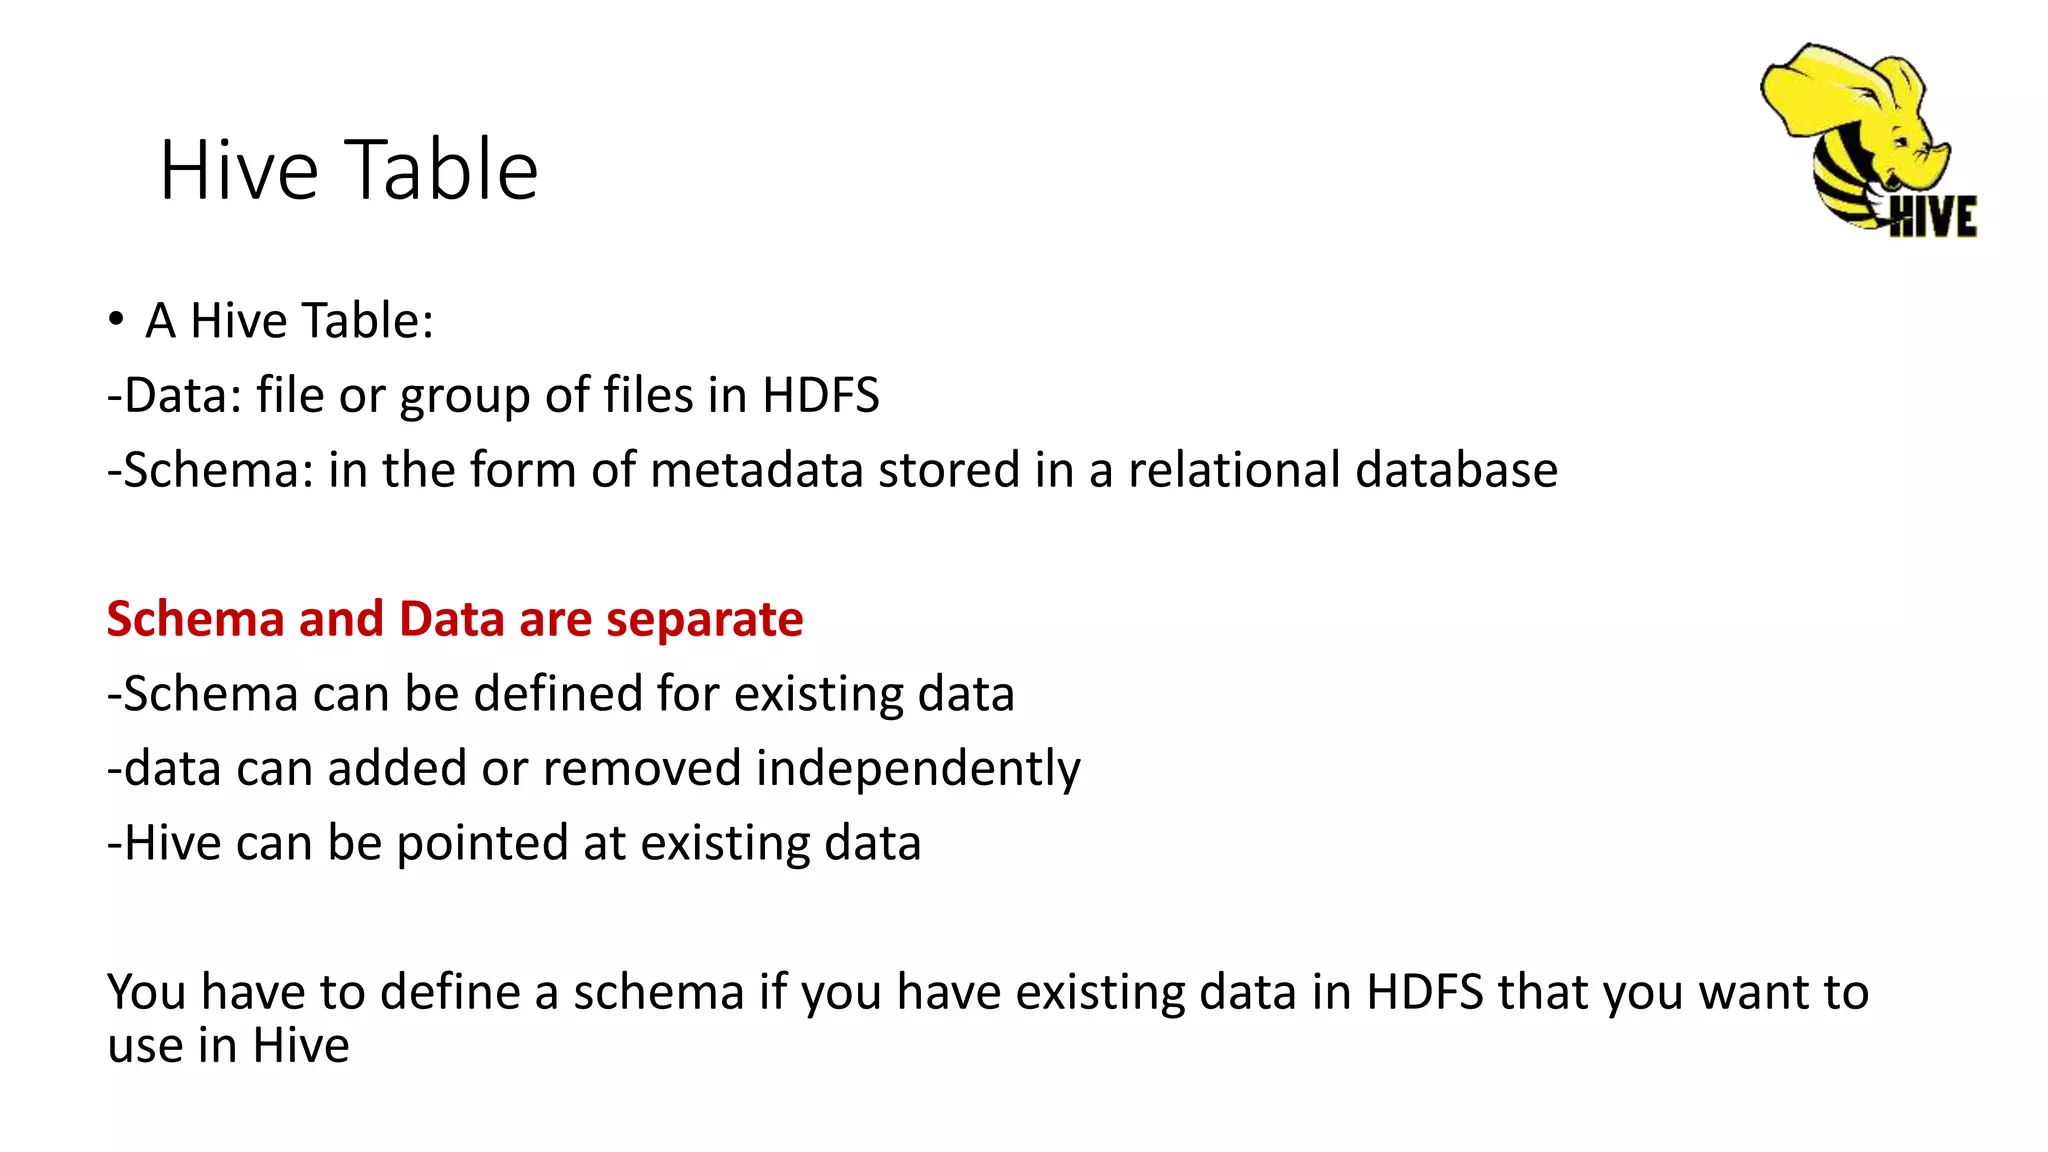 HIVE
Hive Table
• A Hive Table:
-Data: file or group of files in HDFS
-Schema: in the form of metadata stored in a relational database
Schema and Data are separate
-Schema can be defined for existing data
-data can added or removed independently
-Hive can be pointed at existing data
You have to define a schema if you have existing data in HDFS that you want to
use in Hive